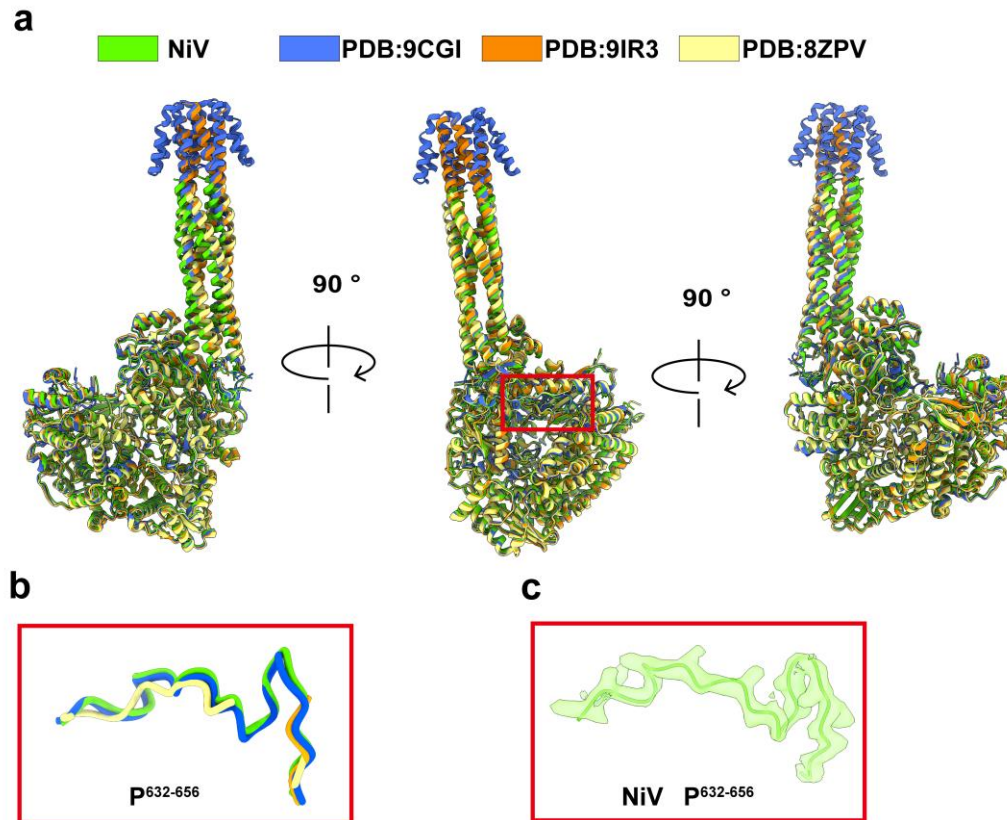 a
NiV PDB:9CGI PDB:9IR3 PDB:8ZPV
90 ° 90 °
b c
P632-656 NiV P632-656